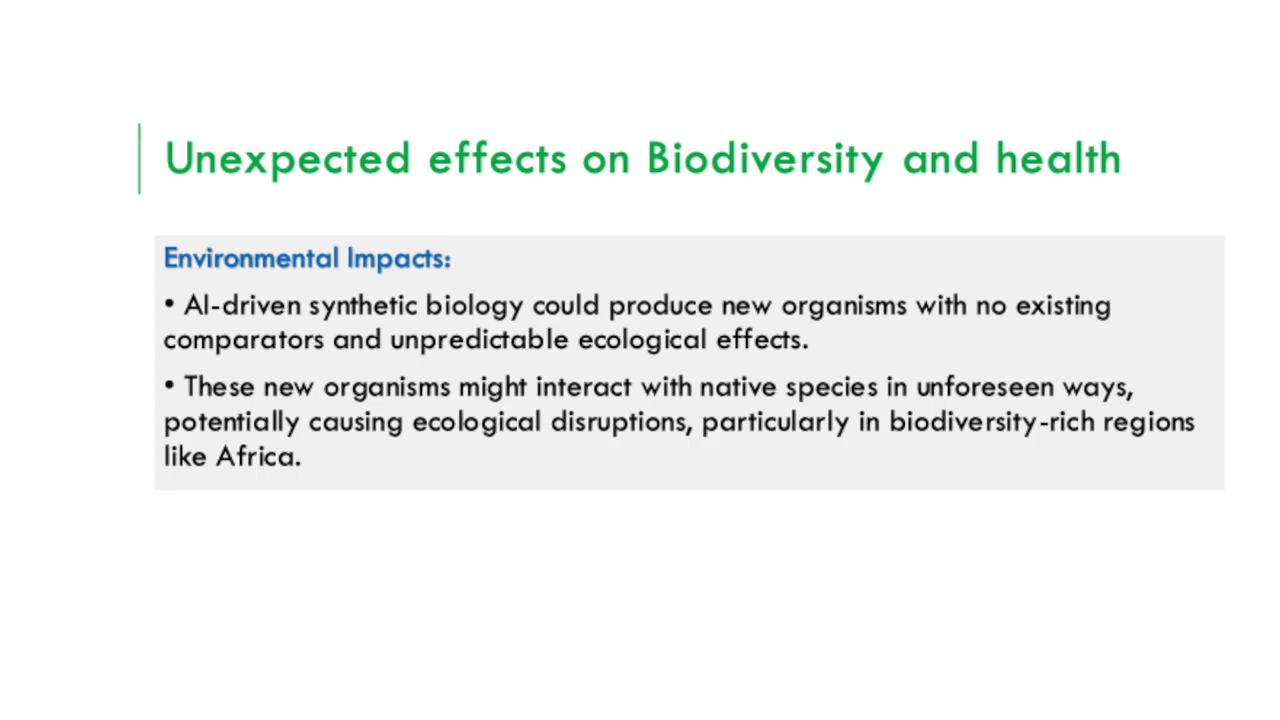 Unexpected effects on Biodiversity and health
Environmental Impacts:
• AI-driven synthetic biology could produce new organisms with no existing
comparators and unpredictable ecological effects.
• These new organisms might interact with native species in unforeseen ways,
potentially causing ecological disruptions, particularly in biodiversity-rich regions
like Africa.